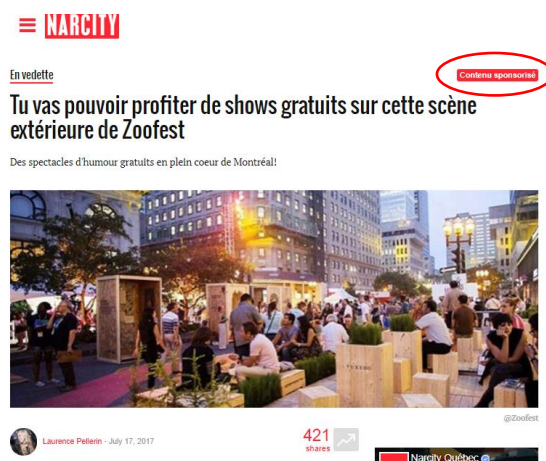 NARCITY
En vedette
Contenu sponsorisé
Tu vas pouvoir profiter de shows gratuits sur cette scène
extérieure de Zoofest
Des spectacles d'humour gratuits en plein coeur de Montréal!
TUXEDO
@Zoofest
Laurence Pellerin - July 17, 2017
421
shares
Narcity Québec